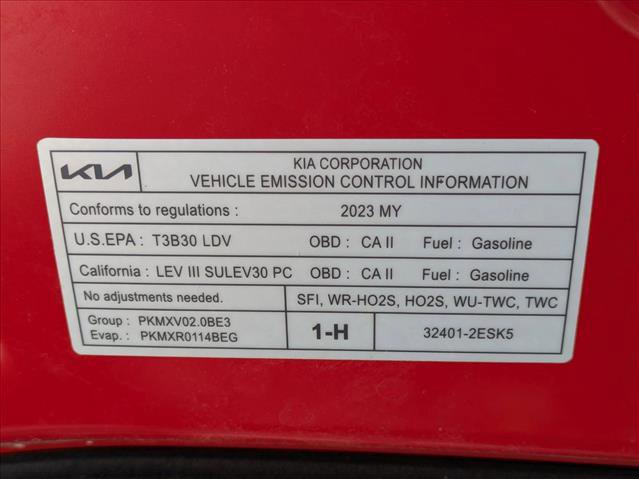 KIA
KIA CORPORATION
VEHICLE EMISSION CONTROL INFORMATION
Conforms to regulations : 2023 MY
U.S.EPA : T3B30 LDV OBD : CA II Fuel : Gasoline
California : LEV III SULEV30 PC OBD : CA II Fuel : Gasoline
No adjustments needed. SFI, WR-HO2S, HO2S, WU-TWC, TWC
Group : PKMXV02.0BE3
Evap. : PKMXR0114BEG
1-H
32401-2ESK5